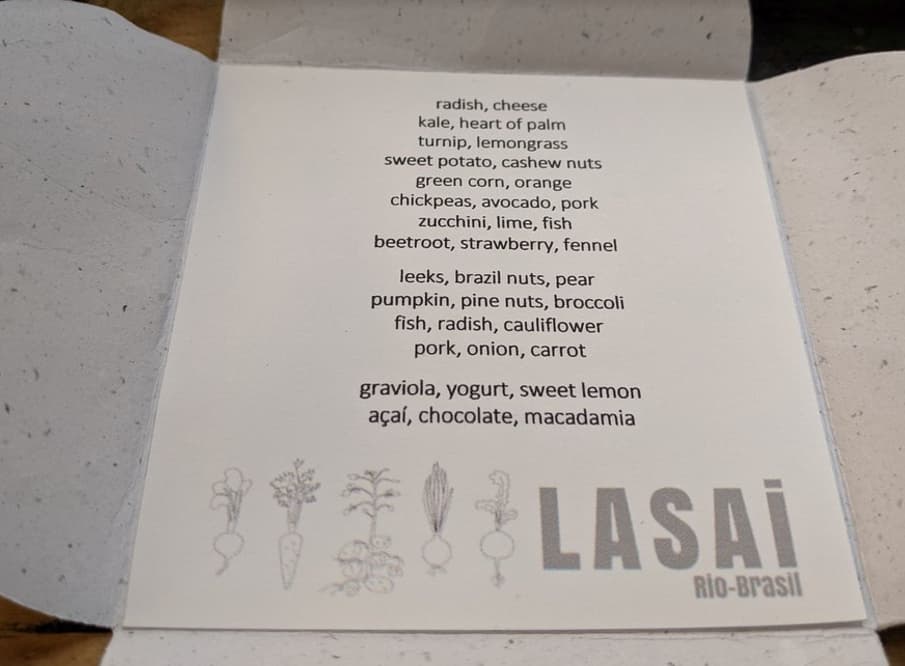 radish, cheese
kale, heart of palm
turnip, lemongrass
sweet potato, cashew nuts
green corn, orange
chickpeas, avocado, pork
zucchini, lime, fish
beetroot, strawberry, fennel
leeks, brazil nuts, pear
pumpkin, pine nuts, broccoli
fish, radish, cauliflower
pork, onion, carrot
graviola, yogurt, sweet lemon
açaí, chocolate, macadamia
LASAi
Rio-Brasil